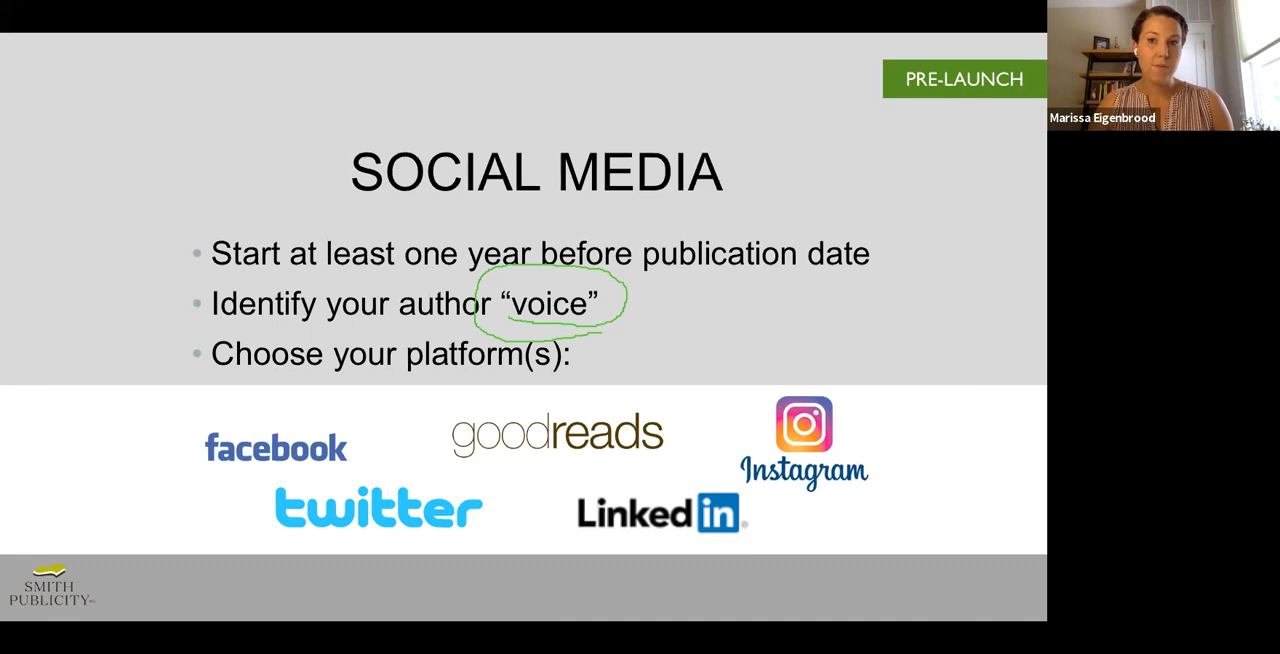 PRE-LAUNCH
Marissa Eigenbrood
SOCIAL MEDIA
• Start at least one year before publication date
• Identify your author “voice”
• Choose your platform(s):
facebook
goodreads
Instagram
twitter
Linked in
SMITH
PUBLICITY